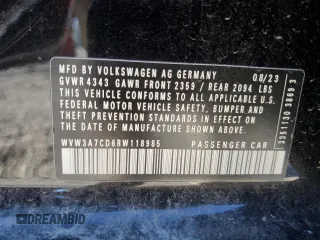 MFD. BY VOLKSWAGEN AG GERMANY 08/23
GVWR 4343 GAWR FRONT 2359 / REAR 2094 LBS
THIS VEHICLE CONFORMS TO ALL APPLICABLE U.S.
FEDERAL MOTOR VEHICLE SAFETY, BUMPER AND
THEFT PREVENTION STANDARDS IN EFFECT ON THE
DATE OF MANUFACTURE SHOWN ABOVE.
WVW3A7CD6RW118985 PASSENGER CAR
DREAMBID